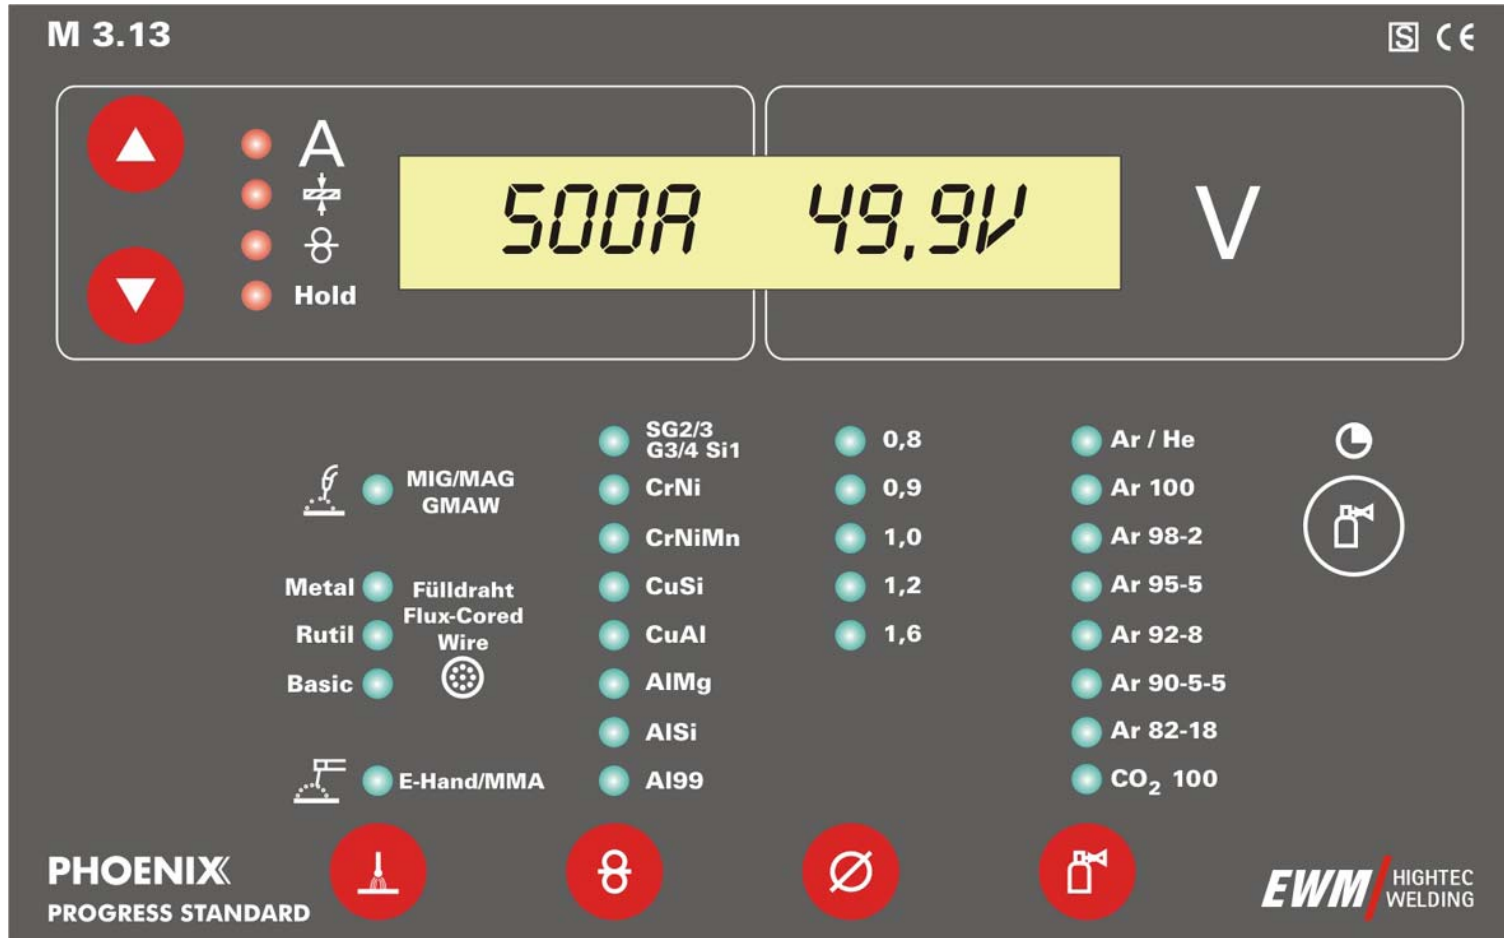 M 3.13
S CE
A
500A 49,9V
V
Hold
SG2/3
G3/4 Si1
0,8
Ar / He
MIG/MAG
GMAW
CrNi
0,9
Ar 100
CrNiMn
1,0
Ar 98-2
Metal
Fülldraht
Flux-Cored
Wire
CuSi
1,2
Ar 95-5
Rutil
CuAl
1,6
Ar 92-8
Basic
AlMg
Ar 90-5-5
AlSi
Ar 82-18
E-Hand/MMA
Al99
CO₂ 100
PHOENIX
PROGRESS STANDARD
EWM HIGHTEC
WELDING